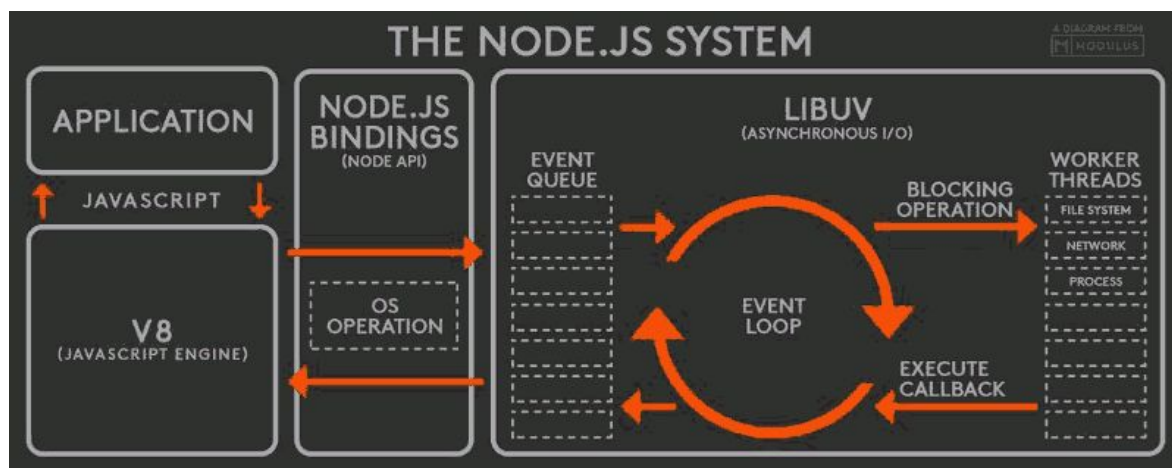 THE NODE.JS SYSTEM
A DIAGRAM FROM
M MODULUS
APPLICATION
JAVASCRIPT
V8
(JAVASCRIPT ENGINE)
NODE.JS
BINDINGS
(NODE API)
OS
OPERATION
LIBUV
(ASYNCHRONOUS I/O)
EVENT
QUEUE
EVENT
LOOP
BLOCKING
OPERATION
EXECUTE
CALLBACK
WORKER
THREADS
FILE SYSTEM
NETWORK
PROCESS